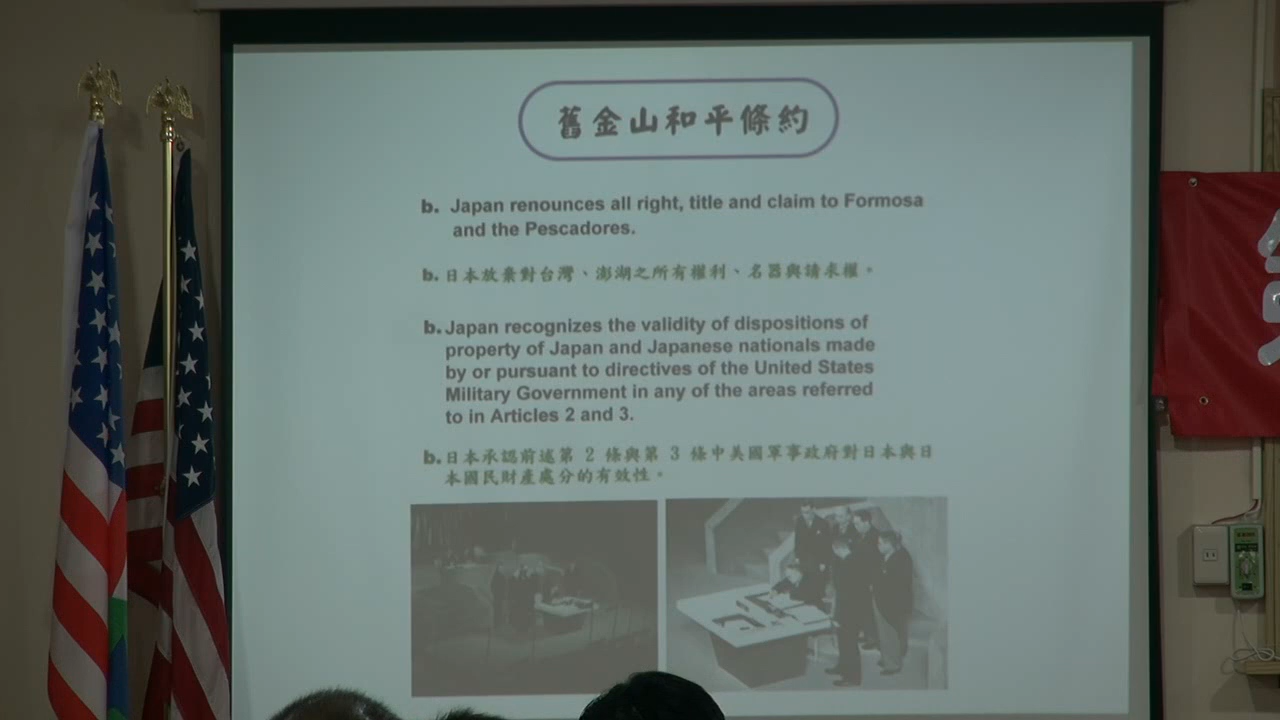 舊金山和平條約
b. Japan renounces all right, title and claim to Formosa
and the Pescadores.
b. 日本放棄對台灣、澎湖之所有權利、名器與請求權。
b. Japan recognizes the validity of dispositions of
property of Japan and Japanese nationals made
by or pursuant to directives of the United States
Military Government in any of the areas referred
to in Articles 2 and 3.
b. 日本承認前述第 2 條與第 3 條中美國軍事政府對日本與日
本國民財產處分的有效性。